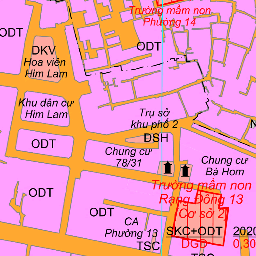 Trường mầm non
Phường 14
ODT
ODT
DKV
Hoa viên
Him Lam
Khu dân cư
Him Lam
Trụ sở
khu phố 2
DSH
ODT
Chung cư
78/31
Chung cư
Bà Hom
Trường mầm non
Rạng Đông 13
Cơ sở 2
ODT
ODT
CA
Phường 13
TSC
SKC+ODT
DGD
2020
0,30
TSC